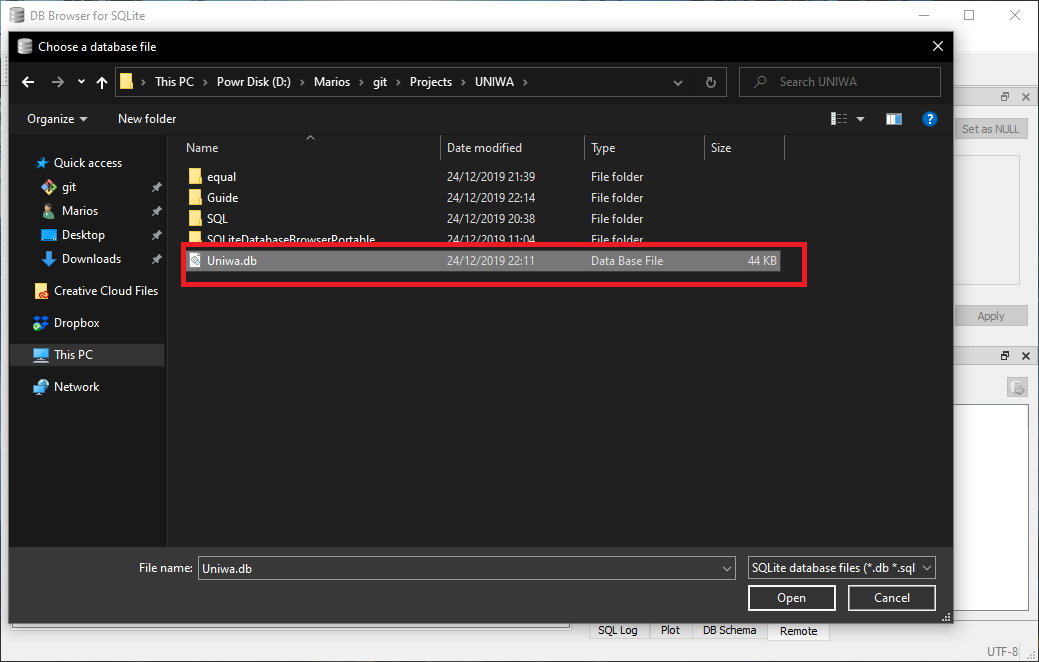 DB Browser for SQLite
Choose a database file
This PC > Powr Disk (D:) > Marios > git > Projects > UNIWA >
Search UNIWA
Organize
New folder
Set as NULL
Name Date modified Type Size
Quick access
git
Marios
Desktop
Downloads
Creative Cloud Files
Dropbox
This PC
Network
equal 24/12/2019 21:39 File folder
Guide 24/12/2019 22:14 File folder
SQL 24/12/2019 20:38 File folder
SQLiteDatabaseBrowserPortable 24/12/2019 11:04 File folder
Uniwa.db 24/12/2019 22:11 Data Base File 44 KB
Apply
File name: Uniwa.db SQLite database files (*.db *.sql
Open Cancel
SQL Log Plot DB Schema Remote
UTF-8